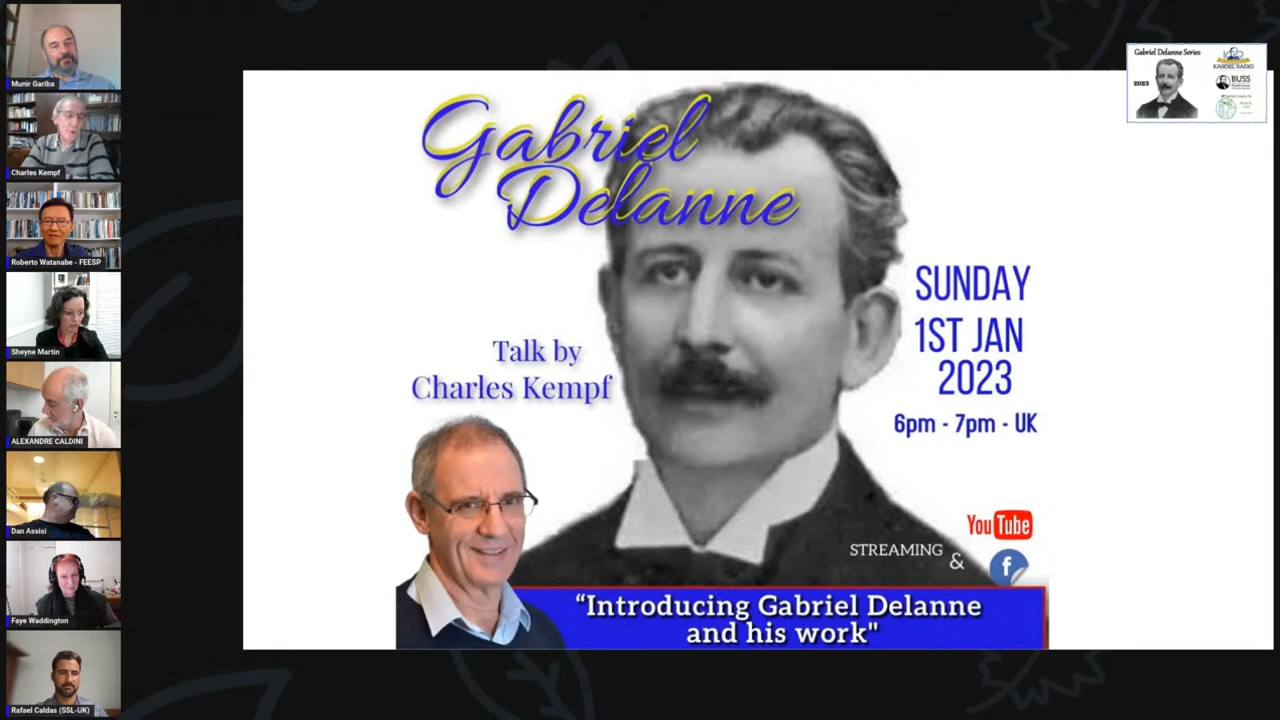 Munir Gariba
Charles Kempf
Roberto Watanabe - FEESP
Sheyne Martin
ALEXANDRE CALDINI
Dan Assisi
Faye Waddington
Rafael Caldas (SSL-UK)
Gabriel
Delanne
Talk by
Charles Kempf
SUNDAY
1ST JAN
2023
6pm - 7pm - UK
YouTube
STREAMING
&
f
“Introducing Gabriel Delanne
and his work"
Gabriel Delanne Series
2023
KARDEC RADIO
BUSS
PEACE